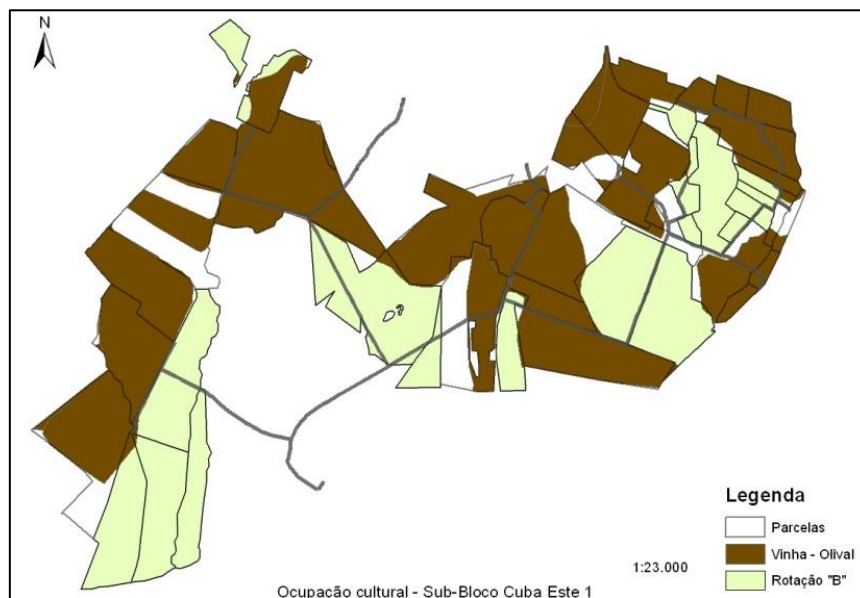 N
Legenda
Parcelas
Vinha - Olival
Rotação "B"
1:23.000
Ocupação cultural - Sub-Bloco Cuba Este 1